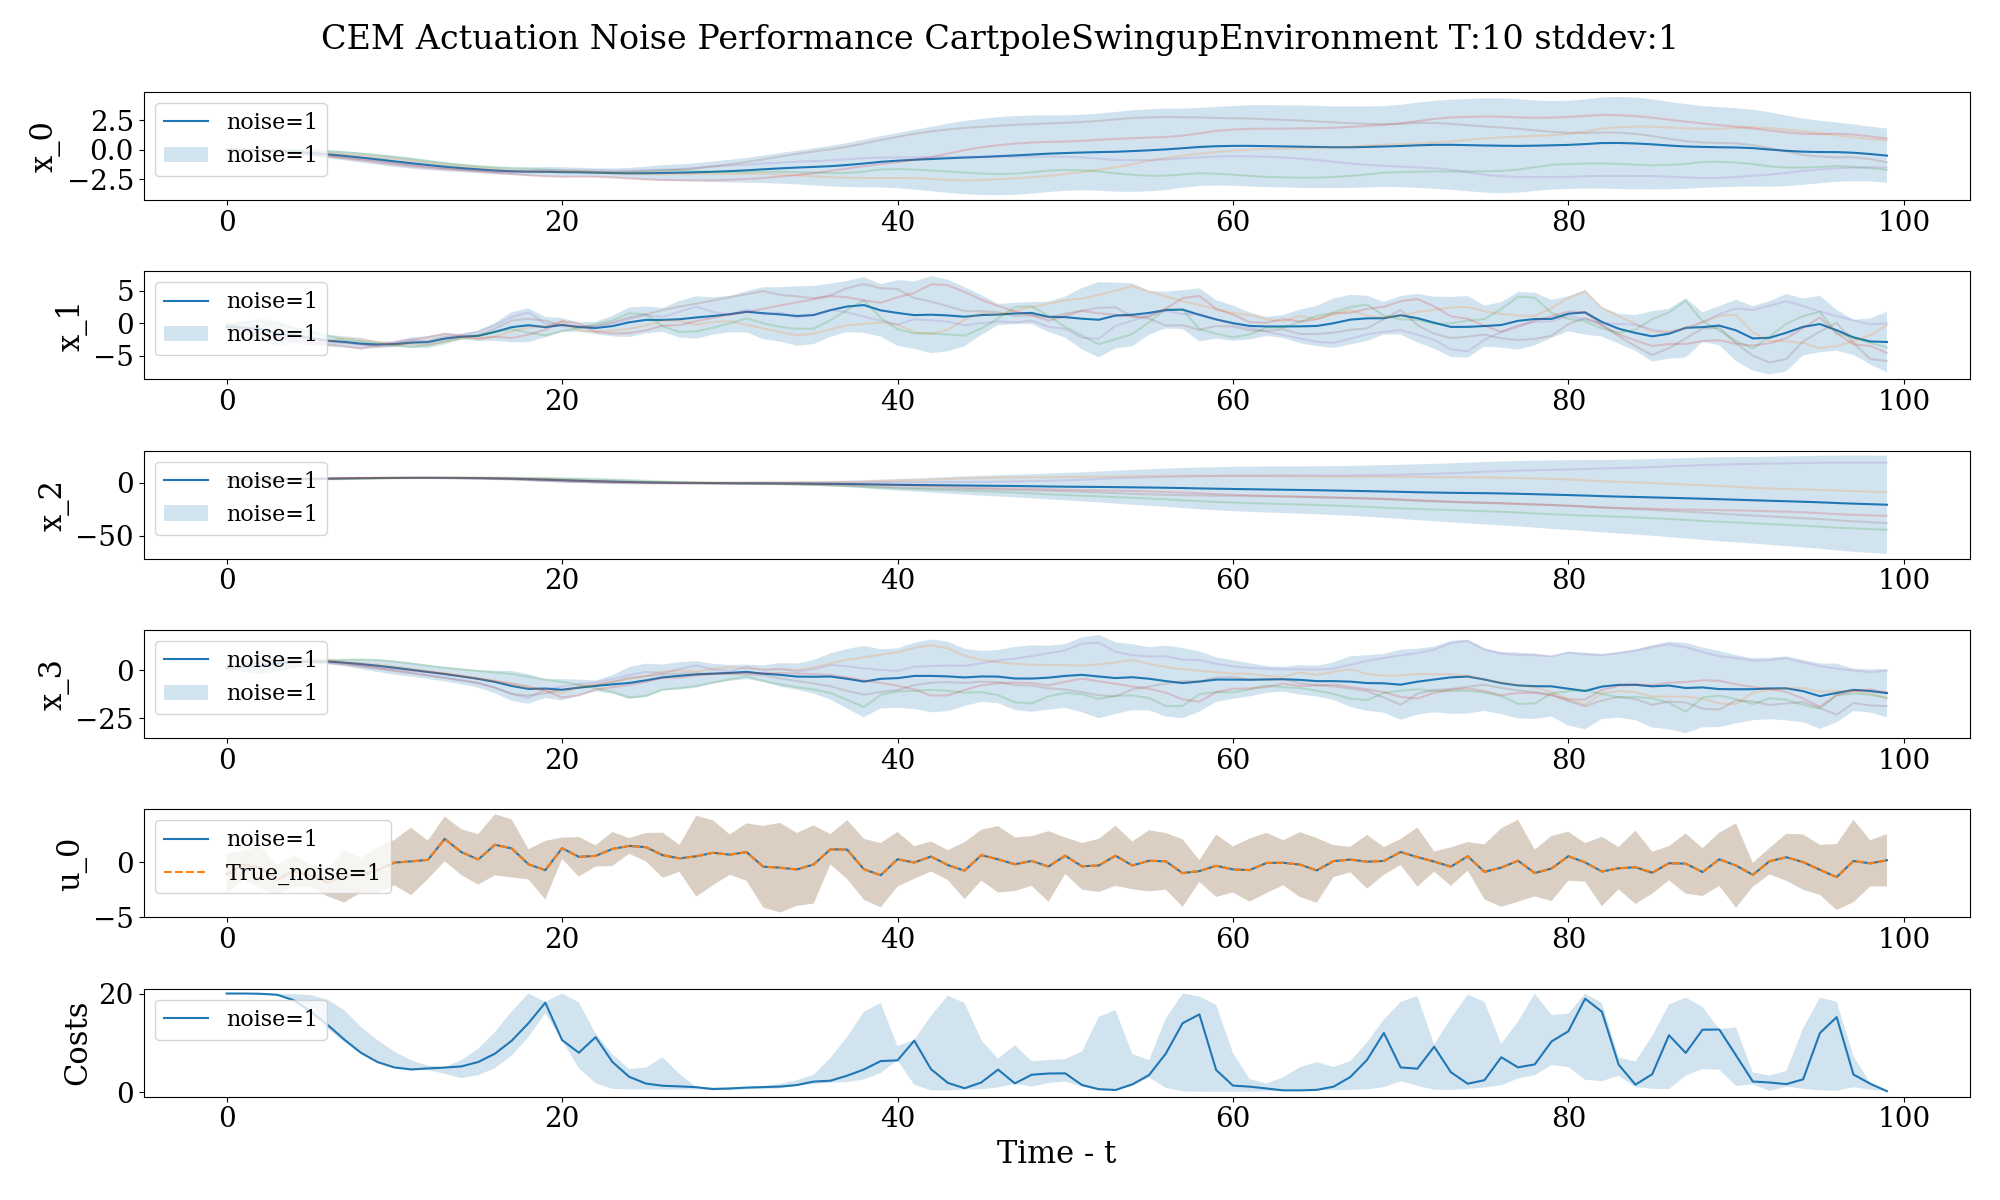 CEM Actuation Noise Performance CartpoleSwingupEnvironment T:10 stddev:1
x_0
2.5
0.0
−2.5
noise=1
noise=1
0 20 40 60 80 100
x_1
5
0
−5
noise=1
noise=1
0 20 40 60 80 100
x_2
0
−50
noise=1
noise=1
0 20 40 60 80 100
x_3
0
−25
noise=1
noise=1
0 20 40 60 80 100
u_0
0
−5
noise=1
True_noise=1
0 20 40 60 80 100
Costs
20
0
noise=1
0 20 40 60 80 100
Time - t